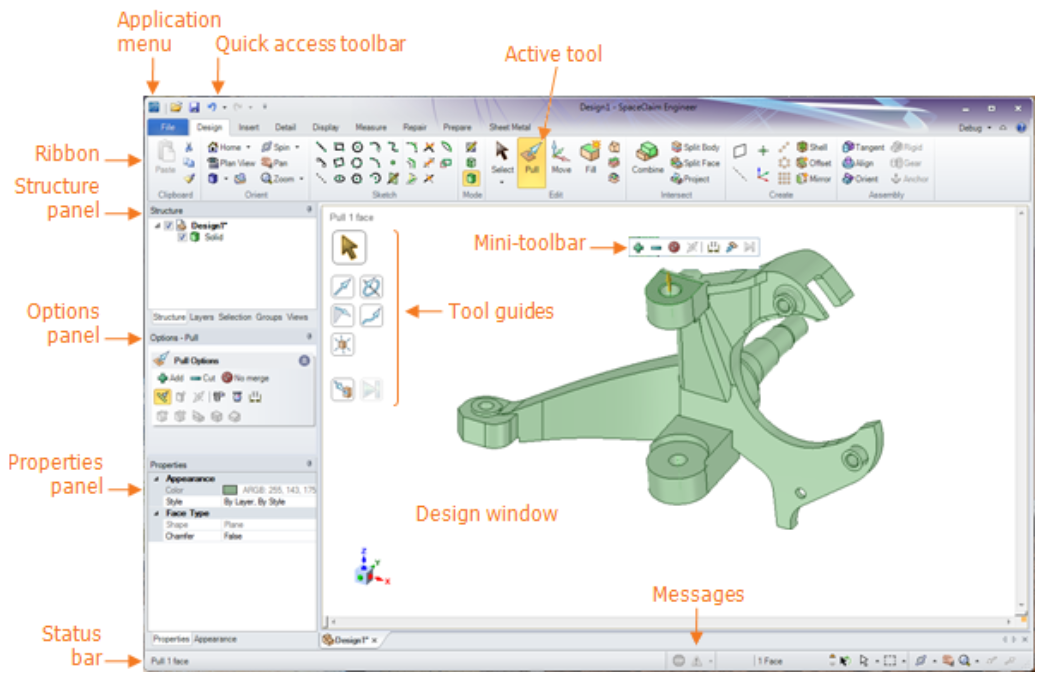 Application
menu
Quick access toolbar
Active tool
Design1 - SpaceClaim Engineer
File Design Insert Detail Display Measure Repair Prepare Sheet Metal Debug
Ribbon
Home Spin
Plan View Pan
Zoom
Paste
Select Pull Move Fill
Combine
Split Body
Split Face
Project
Shell
Offset
Mirror
Tangent Rigid
Align Gear
Orient Anchor
Clipboard Orient Sketch Mode Edit Intersect Create Assembly
Structure
panel
Structure
Design1*
Solid
Structure Layers Selection Groups Views
Pull 1 face
Mini-toolbar
Tool guides
Options
panel
Options - Pull
Pull Options
Add Cut No merge
Properties
panel
Properties
Appearance
Color ARGB: 255, 143, 175
Style By Layer, By Style
Face Type
Shape Plane
Chamfer False
Design window
Z
Y
X
Messages
Properties Appearance
Design1* ×
Status
bar
Pull 1 face
1 Face